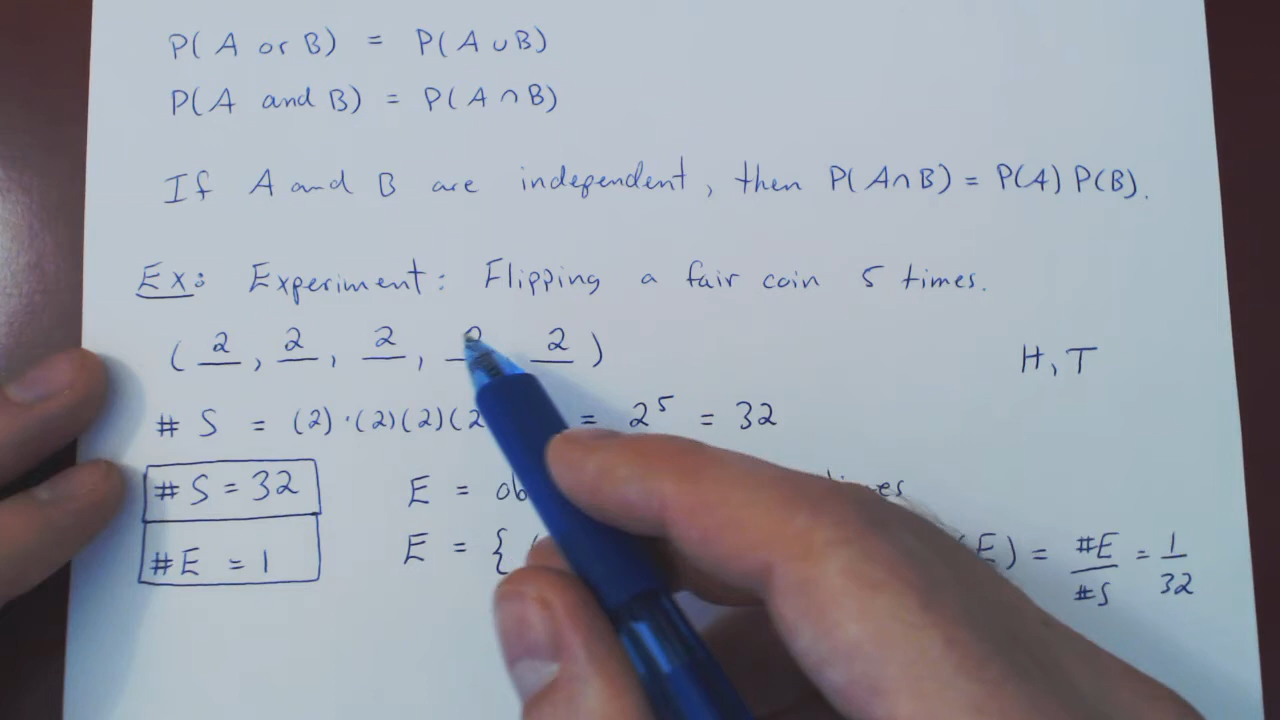 P( A or B) = P(A ∪ B)
P(A and B) = P(A ∩ B)
If A and B are independent, then P(A∩B) = P(A) P(B).
Ex: Experiment: Flipping a fair coin 5 times.
( 2 , 2 , 2 , 2 2 ) H, T
# S = (2)·(2)(2)(2 = 2⁵ = 32
# S = 32 E =
# E = 1 E = { ( E) = #E/#S = 1/32